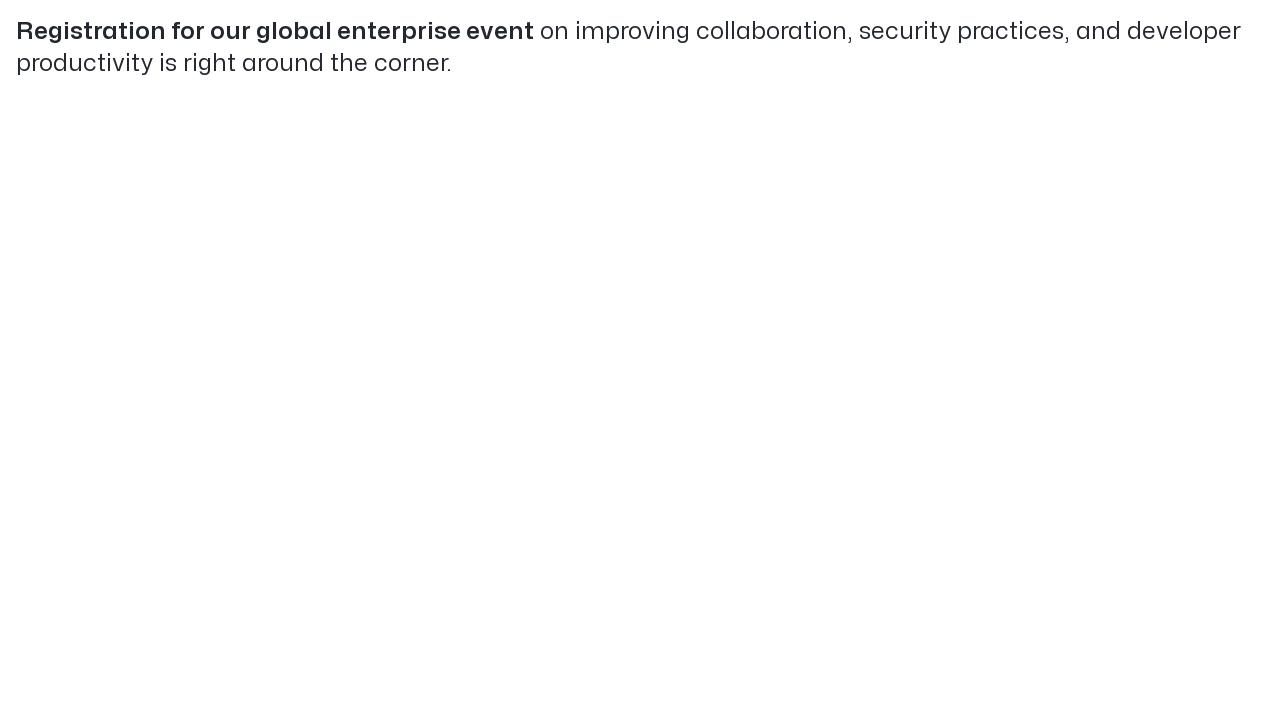 Registration for our global enterprise event on improving collaboration, security practices, and developer
productivity is right around the corner.